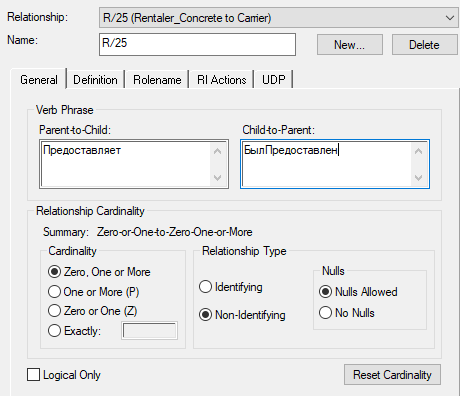 Relationship: R/25 (Rentaler_Concrete to Carrier)
Name: R/25 New... Delete
General Definition Rolename RI Actions UDP
Verb Phrase
Parent-to-Child: Child-to-Parent:
Предоставляет БылПредоставлен
Relationship Cardinality
Summary: Zero-or-One-to-Zero-One-or-More
Cardinality Relationship Type
Zero, One or More Identifying Nulls
One or More (P) Nulls Allowed
Zero or One (Z) Non-Identifying No Nulls
Exactly:
Logical Only Reset Cardinality